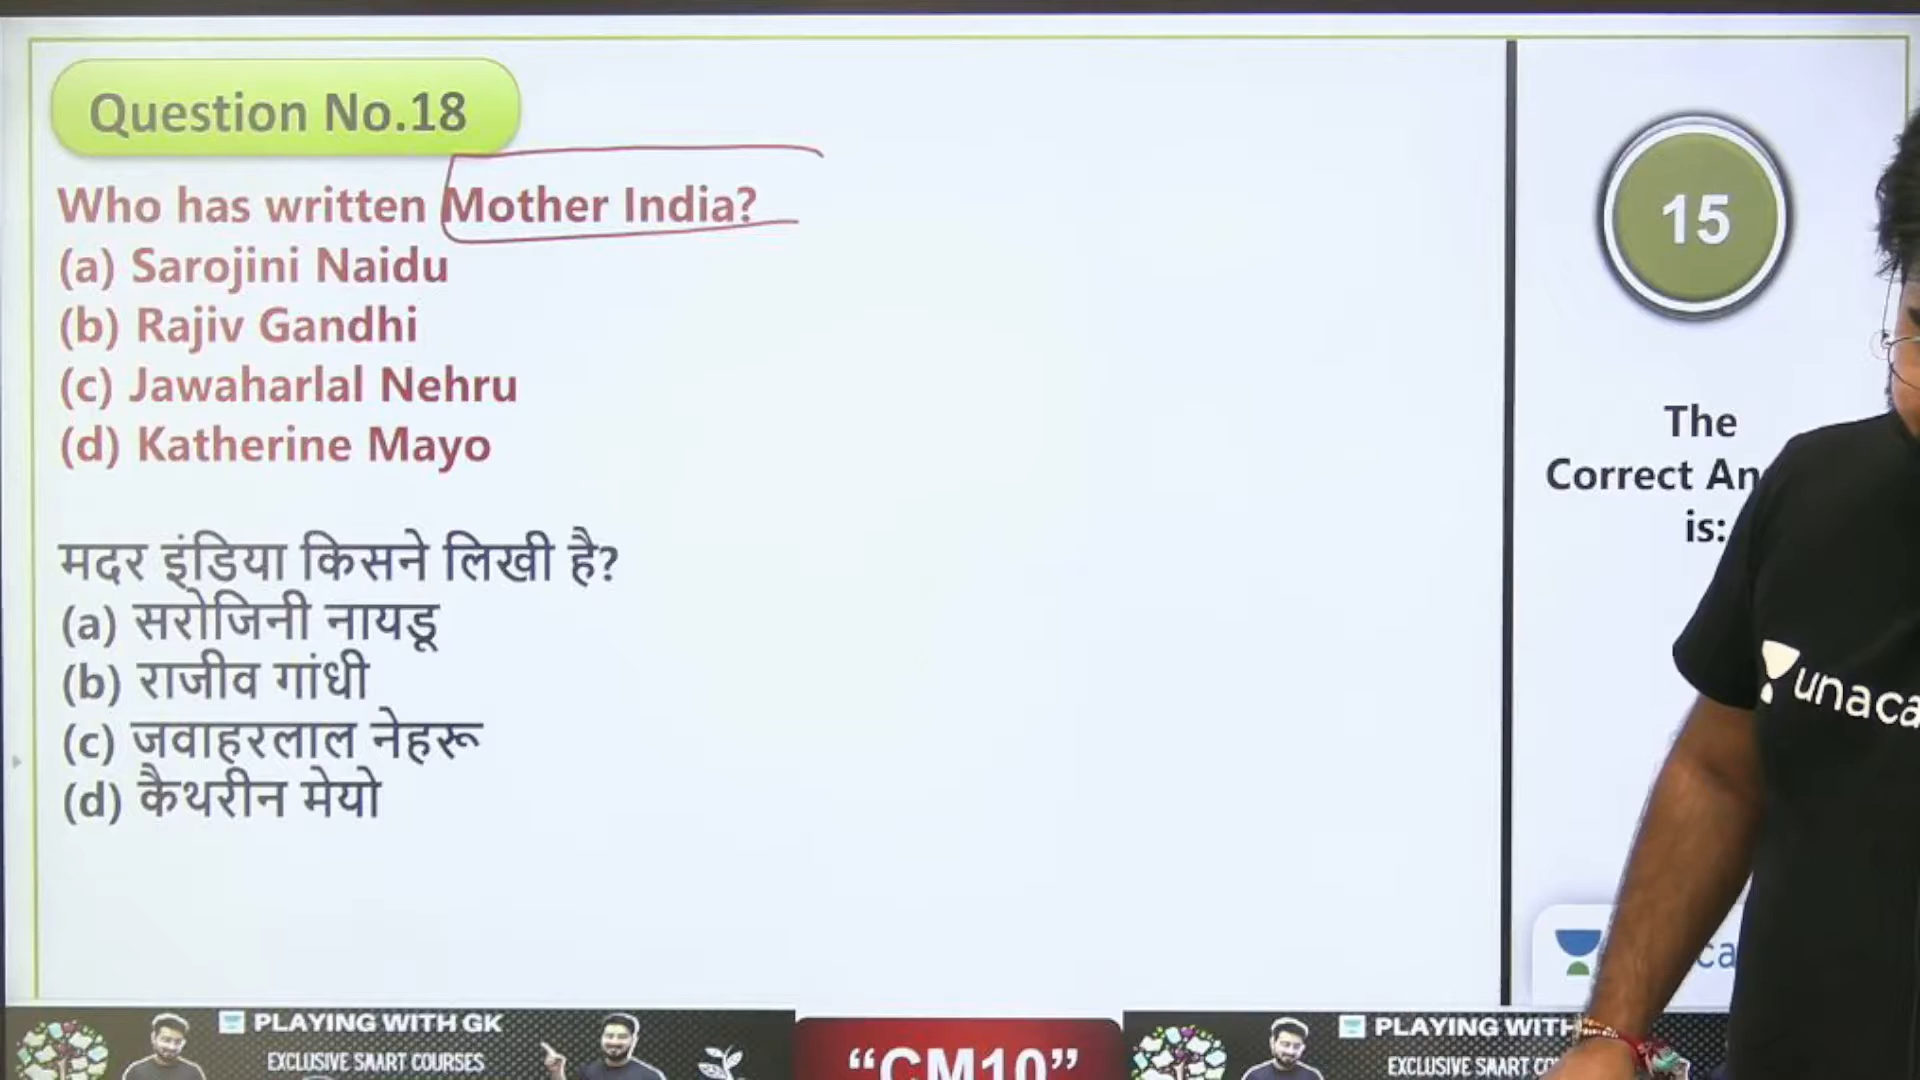 Question No.18
Who has written Mother India?
(a) Sarojini Naidu
(b) Rajiv Gandhi
(c) Jawaharlal Nehru
(d) Katherine Mayo
मदर इंडिया किसने लिखी है?
(a) सरोजिनी नायडू
(b) राजीव गांधी
(c) जवाहरलाल नेहरू
(d) कैथरीन मेयो
15
The
Correct An
is:
unaca
ca
PLAYING WITH GK
EXCLUSIVE SMART COURSES
“CM10”
PLAYING WITH
EXCLUSIVE SMART CO